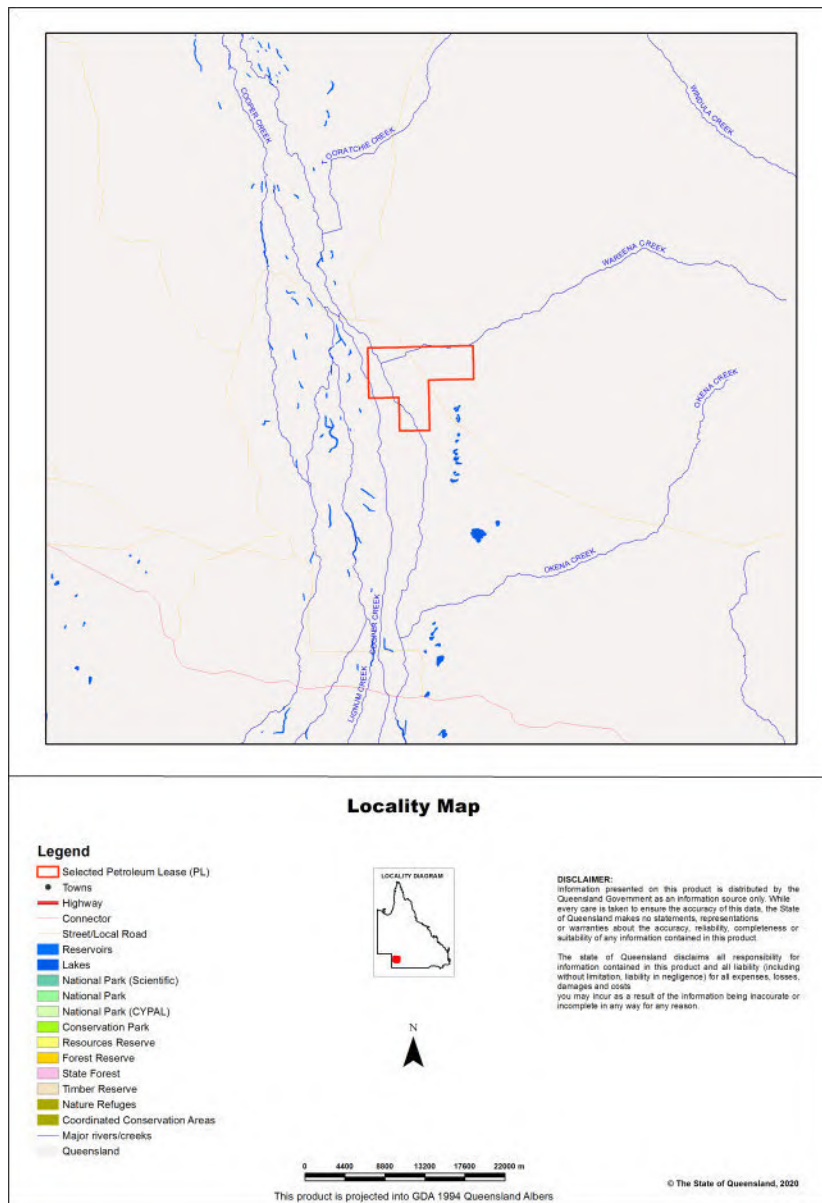 COOPER CREEK
T OORATCHIE CREEK
WINDULA CREEK
WAREENA CREEK
OKENA CREEK
OKENA CREEK
COOPER CREEK
LIGNUM CREEK
Locality Map
Legend
Selected Petroleum Lease (PL)
Towns
Highway
Connector
Street/Local Road
Reservoirs
Lakes
National Park (Scientific)
National Park
National Park (CYPAL)
Conservation Park
Resources Reserve
Forest Reserve
State Forest
Timber Reserve
Nature Refuges
Coordinated Conservation Areas
Major rivers/creeks
Queensland
LOCALITY DIAGRAM
N
0 4400 8800 13200 17600 22000 m
This product is projected into GDA 1994 Queensland Albers
DISCLAIMER:
Information presented on this product is distributed by the
Queensland Government as an information source only. While
every care is taken to ensure the accuracy of this data, the State
of Queensland makes no statements, representations
or warranties about the accuracy, reliability, completeness or
suitability of any information contained in this product.
The state of Queensland disclaims all responsibility for
information contained in this product and all liability (including
without limitation, liability in negligence) for all expenses, losses,
damages and costs
you may incur as a result of the information being inaccurate or
incomplete in any way for any reason.
© The State of Queensland, 2020